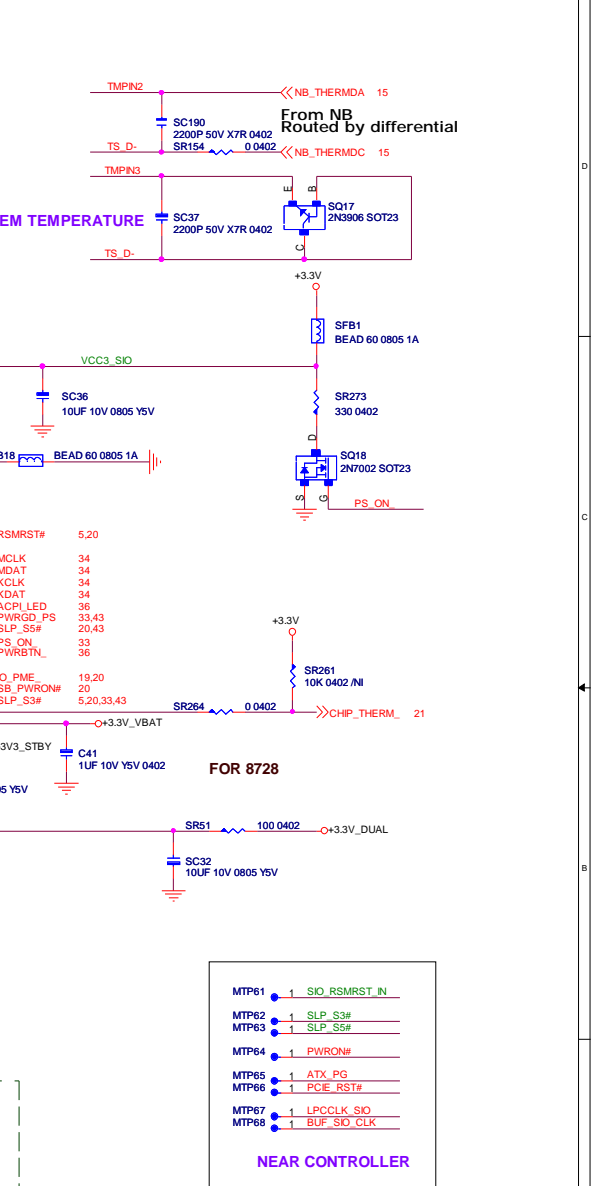 TMPIN2
NB_THERMDA 15
From NB
Routed by differential
SC190
2200P 50V X7R 0402
TS_D-
SR154 0 0402
NB_THERMDC 15
TMPIN3
E B
SQ17
2N3906 SOT23
EM TEMPERATURE
SC37
2200P 50V X7R 0402
C
TS_D-
D
+3.3V
SFB1
BEAD 60 0805 1A
VCC3_SIO
SC36
10UF 10V 0805 Y5V
SR273
330 0402
D
B18 BEAD 60 0805 1A
SQ18
2N7002 SOT23
S G
PS_ON_
C
RSMRST# 5,20
MCLK 34
MDAT 34
KCLK 34
KDAT 34
ACPI_LED 36
PWRGD_PS 33,43
SLP_S5# 20,43
PS_ON_ 33
PWRBTN_ 36
IO_PME_ 19,20
SB_PWRON# 20
SLP_S3# 5,20,33,43
+3.3V
SR261
10K 0402 /NI
SR264 0 0402
CHIP_THERM_ 21
+3.3V_VBAT
3V3_STBY
C41
1UF 10V Y5V 0402
FOR 8728
5 Y5V
SR51 100 0402
+3.3V_DUAL
SC32
10UF 10V 0805 Y5V
B
MTP61 1 SIO_RSMRST_IN
MTP62 1 SLP_S3#
MTP63 1 SLP_S5#
MTP64 1 PWRON#
MTP65 1 ATX_PG
MTP66 1 PCIE_RST#
MTP67 1 LPCCLK_SIO
MTP68 1 BUF_SIO_CLK
NEAR CONTROLLER